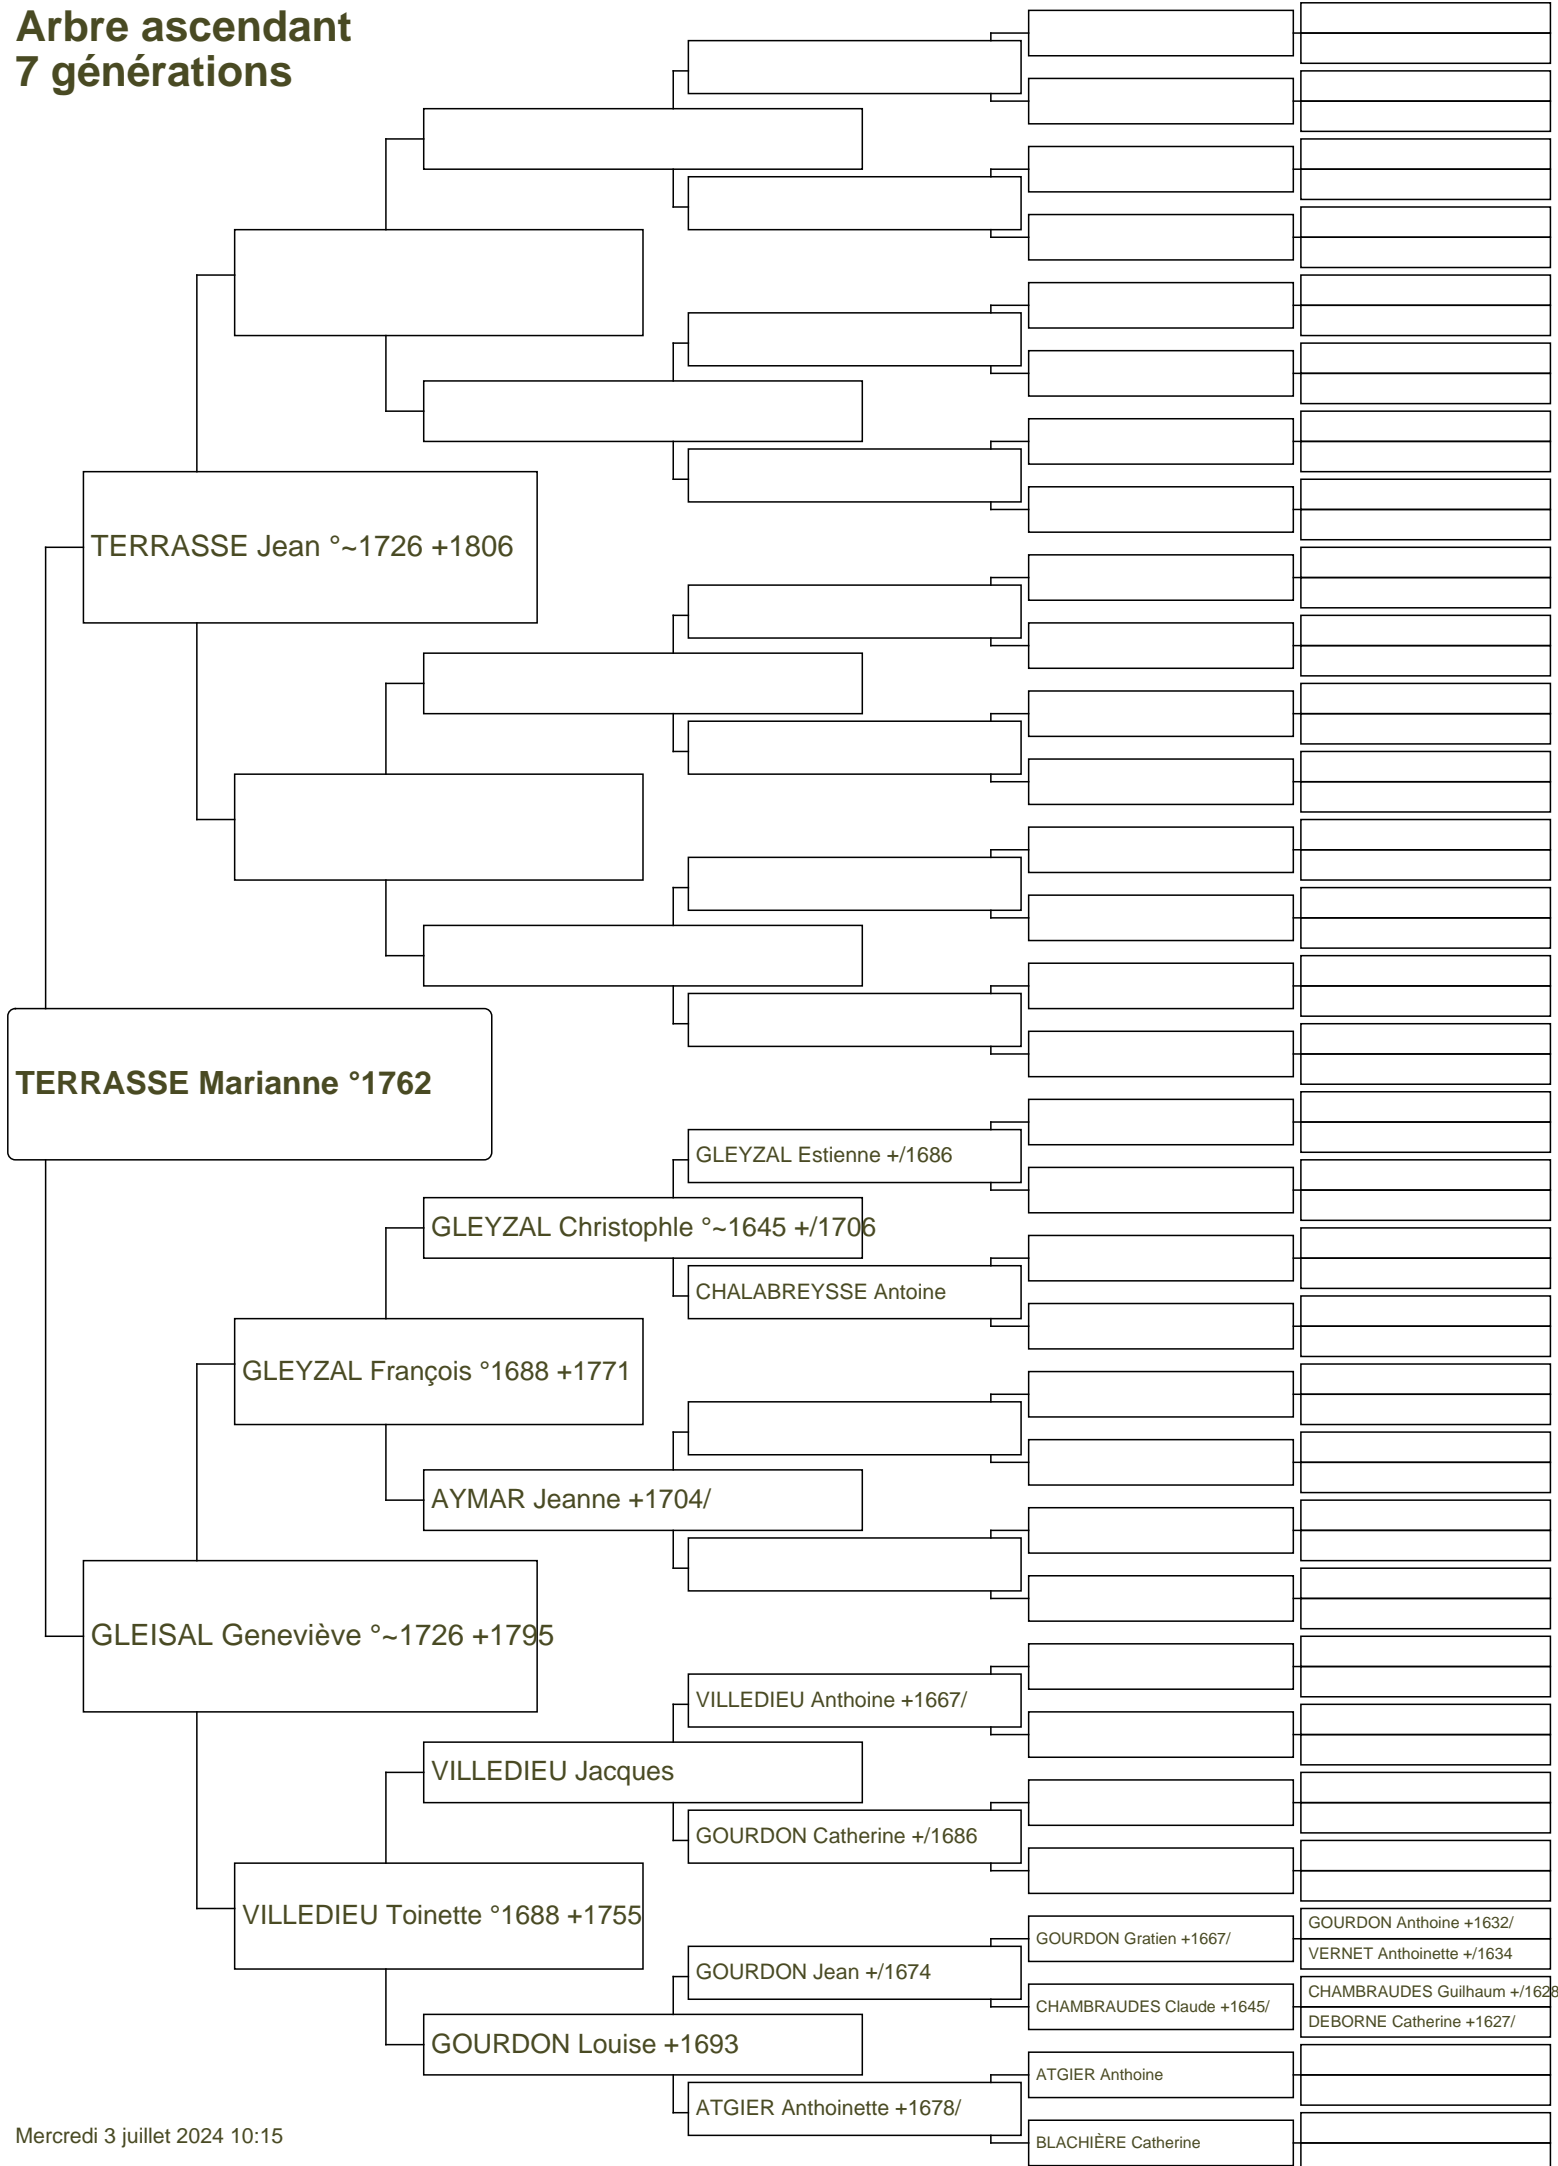 Arbre ascendant
7 générations
TERRASSE Jean °~1726 +1806
TERRASSE Marianne °1762
GLEYZAL Estienne +/1686
GLEYZAL Christophle °~1645 +/1706
CHALABREYSSE Antoine
GLEYZAL François °1688 +1771
AYMAR Jeanne +1704/
GLEISAL Geneviève °~1726 +1795
VILLEDIEU Anthoine +1667/
VILLEDIEU Jacques
GOURDON Catherine +/1686
VILLEDIEU Toinette °1688 +1755
GOURDON Anthoine +1632/
GOURDON Gratien +1667/
VERNET Anthoinette +/1634
GOURDON Jean +/1674
CHAMBRAUDES Guilhaum +/1628
CHAMBRAUDES Claude +1645/
DEBORNE Catherine +1627/
GOURDON Louise +1693
ATGIER Anthoine
ATGIER Anthoinette +1678/
BLACHIÈRE Catherine
Mercredi 3 juillet 2024 10:15